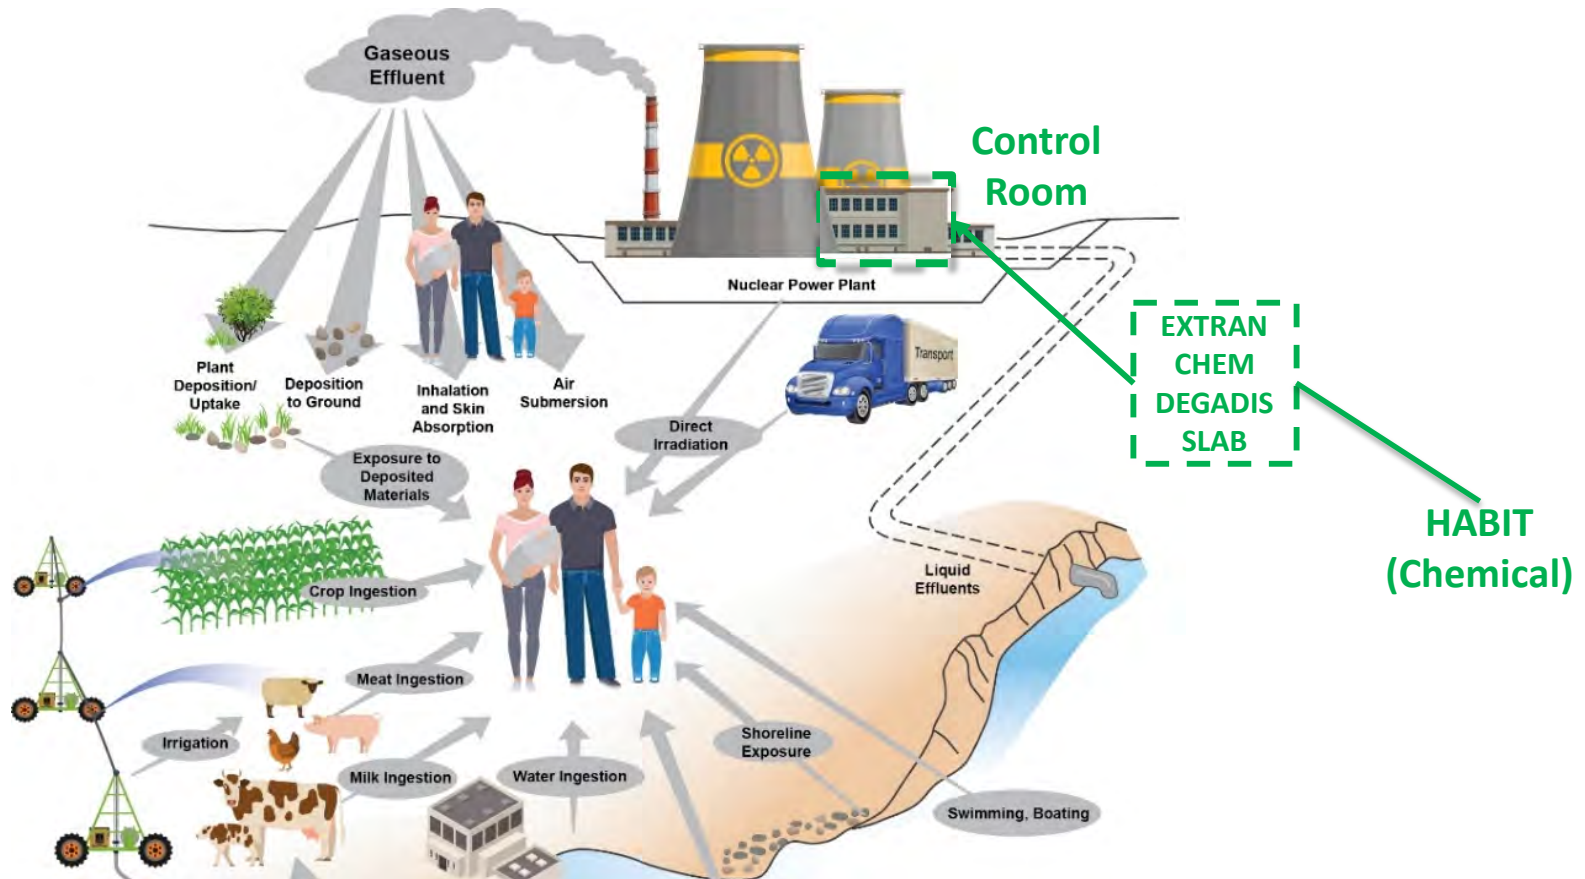 Gaseous
Effluent
Control
Room
Nuclear Power Plant
EXTRAN
CHEM
DEGADIS
SLAB
HABIT
(Chemical)
Transport
Plant
Deposition/
Uptake
Deposition
to Ground
Inhalation
and Skin
Absorption
Air
Submersion
Direct
Irradiation
Exposure to
Deposited
Materials
Crop Ingestion
Liquid
Effluents
Meat Ingestion
Irrigation
Milk Ingestion
Water Ingestion
Shoreline
Exposure
Swimming, Boating